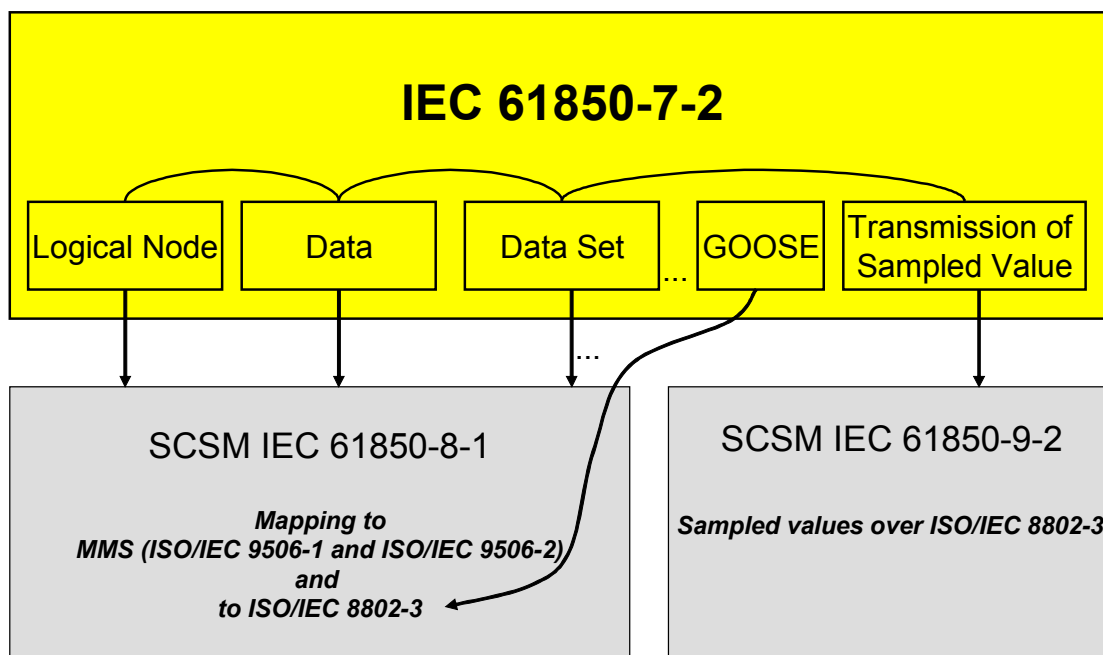 IEC 61850-7-2
Logical Node
Data
Data Set
...
GOOSE
Transmission of
Sampled Value
...
SCSM IEC 61850-8-1
Mapping to
MMS (ISO/IEC 9506-1 and ISO/IEC 9506-2)
and
to ISO/IEC 8802-3
SCSM IEC 61850-9-2
Sampled values over ISO/IEC 8802-3